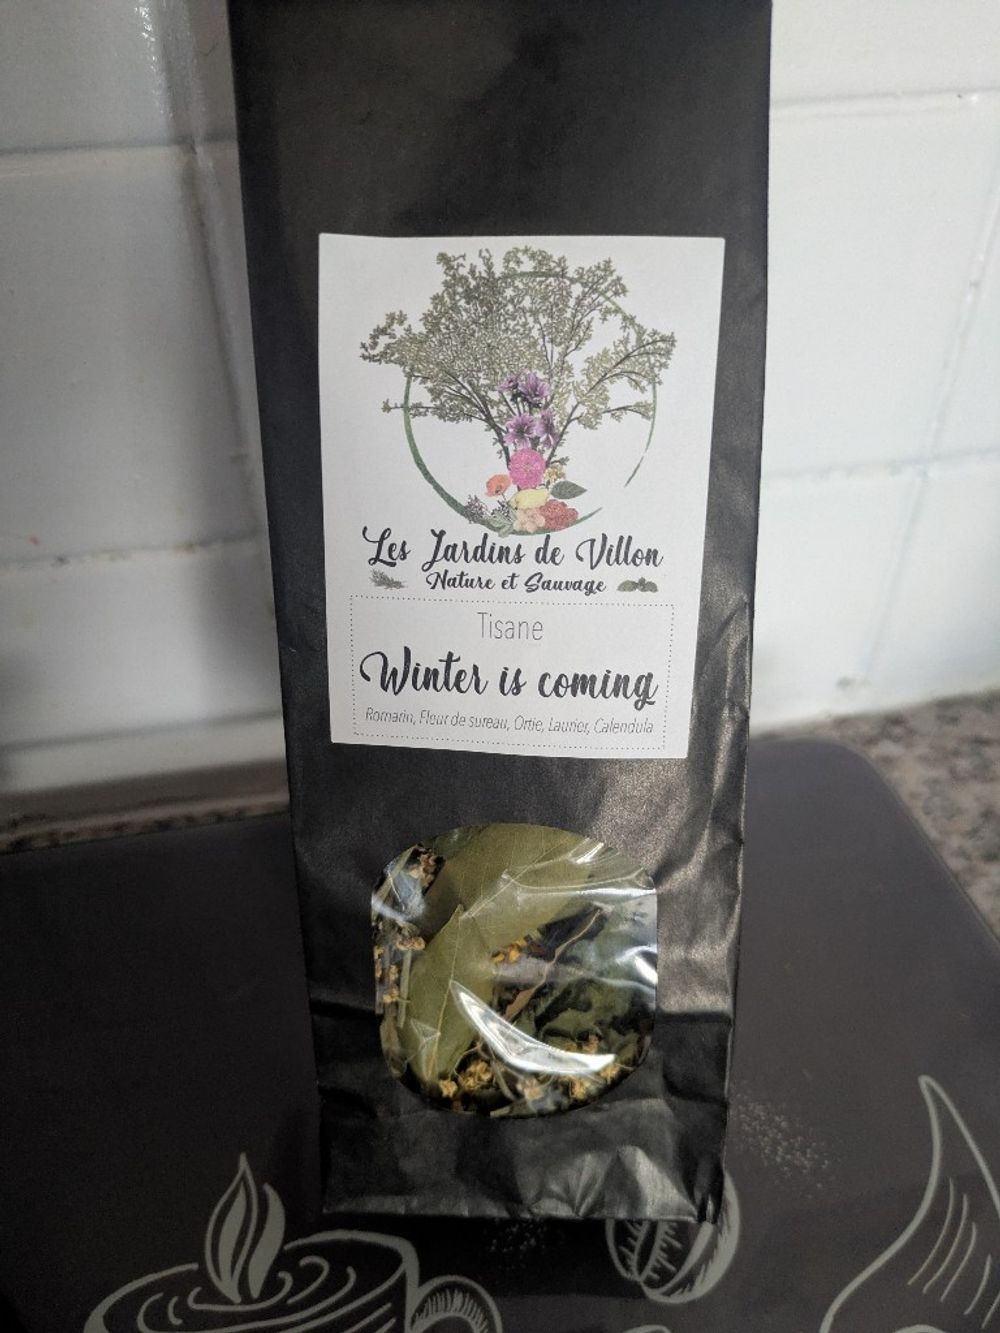 Les Jardins de Villon
Nature et Sauvage
Tisane
Winter is coming
Romarin, Fleur de sureau, Ortie, Laurier, Calendula